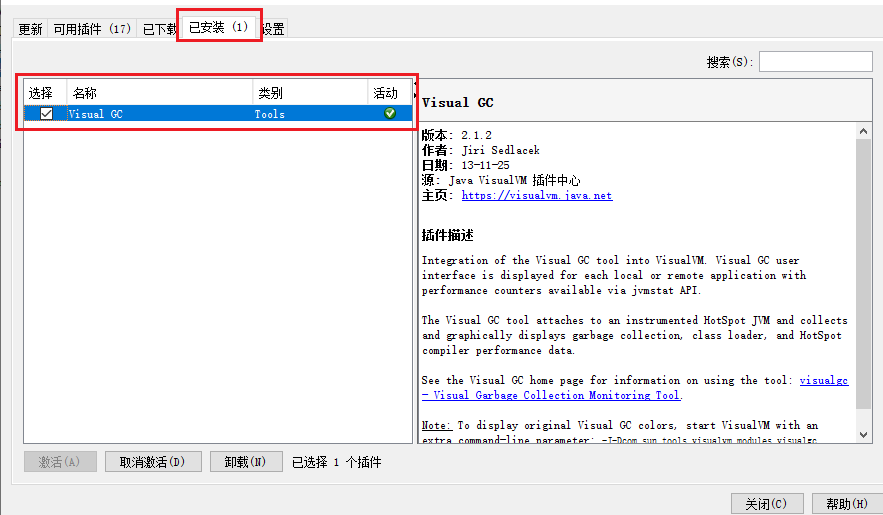 更新 可用插件 (17) 已下载 已安装 (1) 设置
搜索(S):
选择 名称 类别 活动
Visual GC Tools
Visual GC
版本: 2.1.2
作者: Jiri Sedlacek
日期: 13-11-25
源: Java VisualVM 插件中心
主页: https://visualvm.java.net
插件描述
Integration of the Visual GC tool into VisualVM. Visual GC user
interface is displayed for each local or remote application with
performance counters available via jvmstat API.
The Visual GC tool attaches to an instrumented HotSpot JVM and collects
and graphically displays garbage collection, class loader, and HotSpot
compiler performance data.
See the Visual GC home page for information on using the tool: visualgc
- Visual Garbage Collection Monitoring Tool.
Note: To display original Visual GC colors, start VisualVM with an
extra command-line parameter: -J-Dcom.sun.tools.visualvm.modules.visualgc
激活(A) 取消激活(D) 卸载(N) 已选择 1 个插件
关闭(C) 帮助(H)